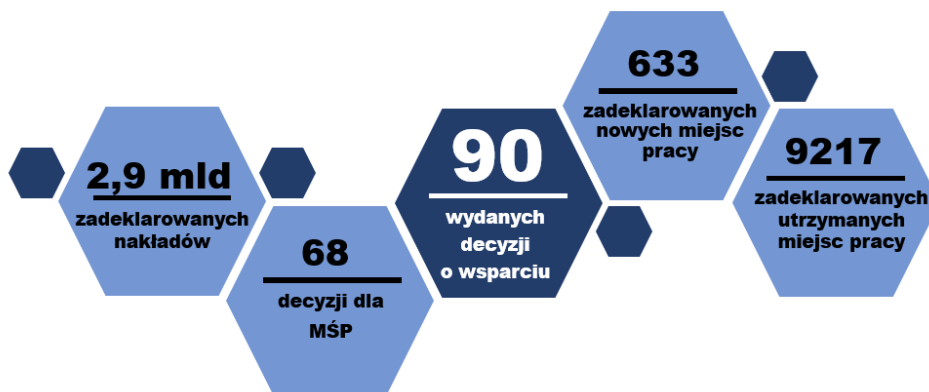 2,9 mld
zadeklarowanych
nakładów
68
decyzji dla
MŚP
90
wydanych
decyzji
o wsparciu
633
zadeklarowanych
nowych miejsc
pracy
9217
zadeklarowanych
utrzymanych
miejsc pracy